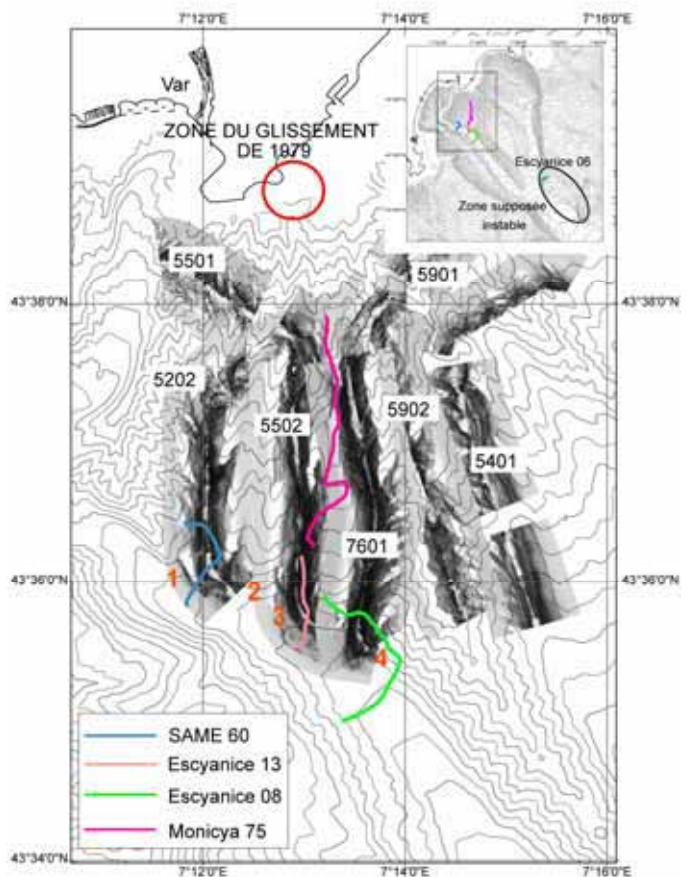 7°12'0"E
7°14'0"E
7°16'0"E
Var
ZONE DU GLISSEMENT
DE 1979
Escyanice 06
Zone supposée
instable
5501
5901
43°38'0"N
43°38'0"N
5202
5902
5502
5401
7601
43°36'0"N
43°36'0"N
1
2
3
4
SAME 60
Escyanice 13
Escyanice 08
Monicya 75
43°34'0"N
7°12'0"E
7°14'0"E
7°16'0"E